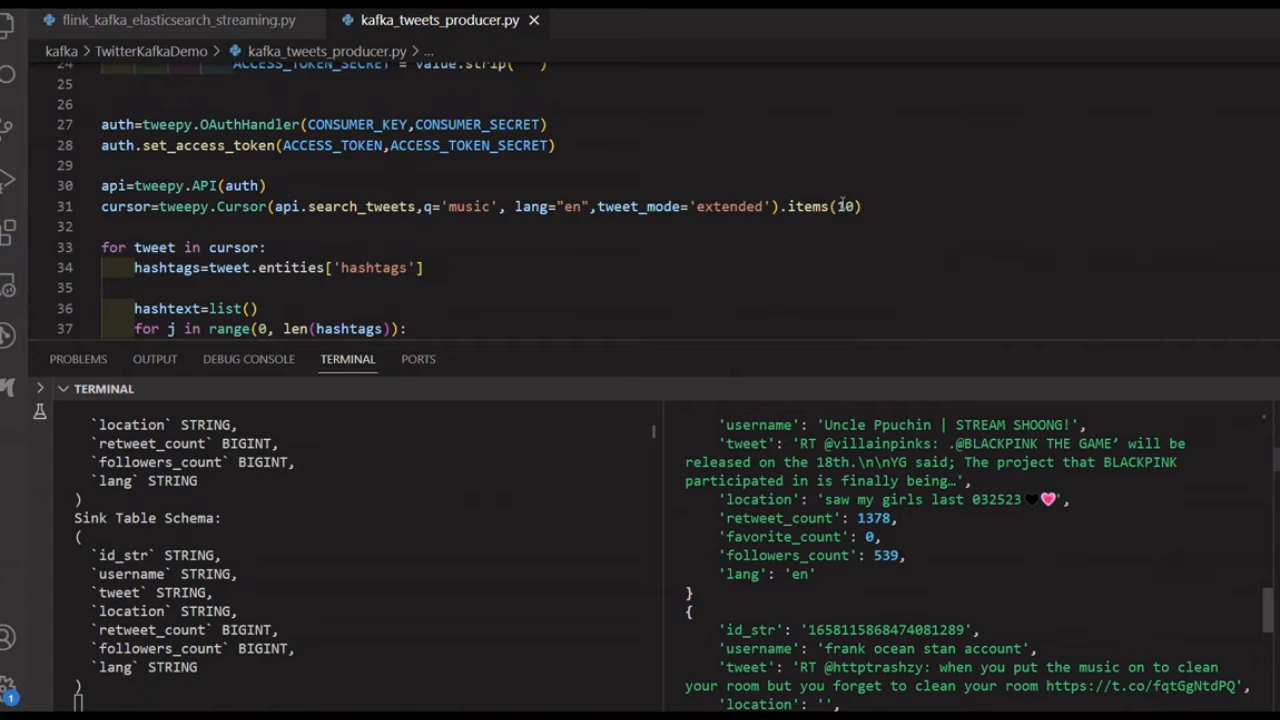 flink_kafka_elasticsearch_streaming.py
kafka_tweets_producer.py
kafka > TwitterKafkaDemo > kafka_tweets_producer.py > ...
24 ACCESS_TOKEN_SECRET = value.strip(    )
25
26
27 auth=tweepy.OAuthHandler(CONSUMER_KEY,CONSUMER_SECRET)
28 auth.set_access_token(ACCESS_TOKEN,ACCESS_TOKEN_SECRET)
29
30 api=tweepy.API(auth)
31 cursor=tweepy.Cursor(api.search_tweets,q='music', lang="en",tweet_mode='extended').items(10)
32
33 for tweet in cursor:
34     hashtags=tweet.entities['hashtags']
35
36     hashtext=list()
37     for j in range(0, len(hashtags)):
PROBLEMS OUTPUT DEBUG CONSOLE TERMINAL PORTS
TERMINAL
`location` STRING,
`retweet_count` BIGINT,
`followers_count` BIGINT,
`lang` STRING
)
Sink Table Schema:
(
`id_str` STRING,
`username` STRING,
`tweet` STRING,
`location` STRING,
`retweet_count` BIGINT,
`followers_count` BIGINT,
`lang` STRING
)
'username': 'Uncle Ppuchin | STREAM SHOONG!',
'tweet': 'RT @villainpinks: .@BLACKPINK THE GAME’ will be
released on the 18th.\n\nYG said; The project that BLACKPINK
participated in is finally being…',
'location': 'saw my girls last 032523🖤💗',
'retweet_count': 1378,
'favorite_count': 0,
'followers_count': 539,
'lang': 'en'
}
{
'id_str': '1658115868474081289',
'username': 'frank ocean stan account',
'tweet': 'RT @httptrashzy: when you put the music on to clean
your room but you forget to clean your room https://t.co/fqtGgNtdPQ',
'location': '',
1